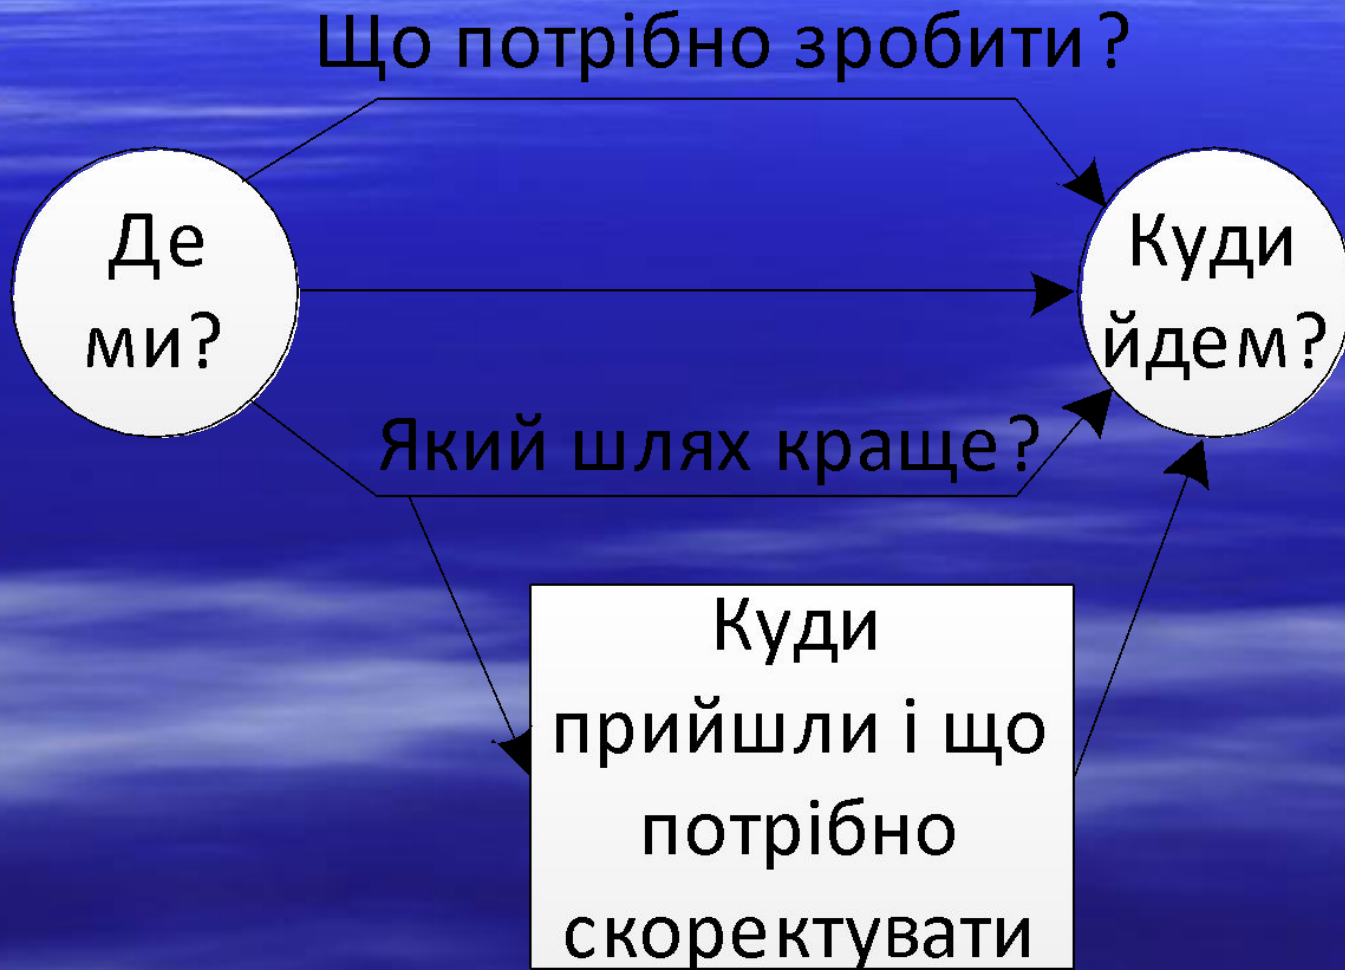 Що потрібно зробити?
Де
ми?
Куди
йдем?
Який шлях краще?
Куди
прийшли і що
потрібно
скоректувати